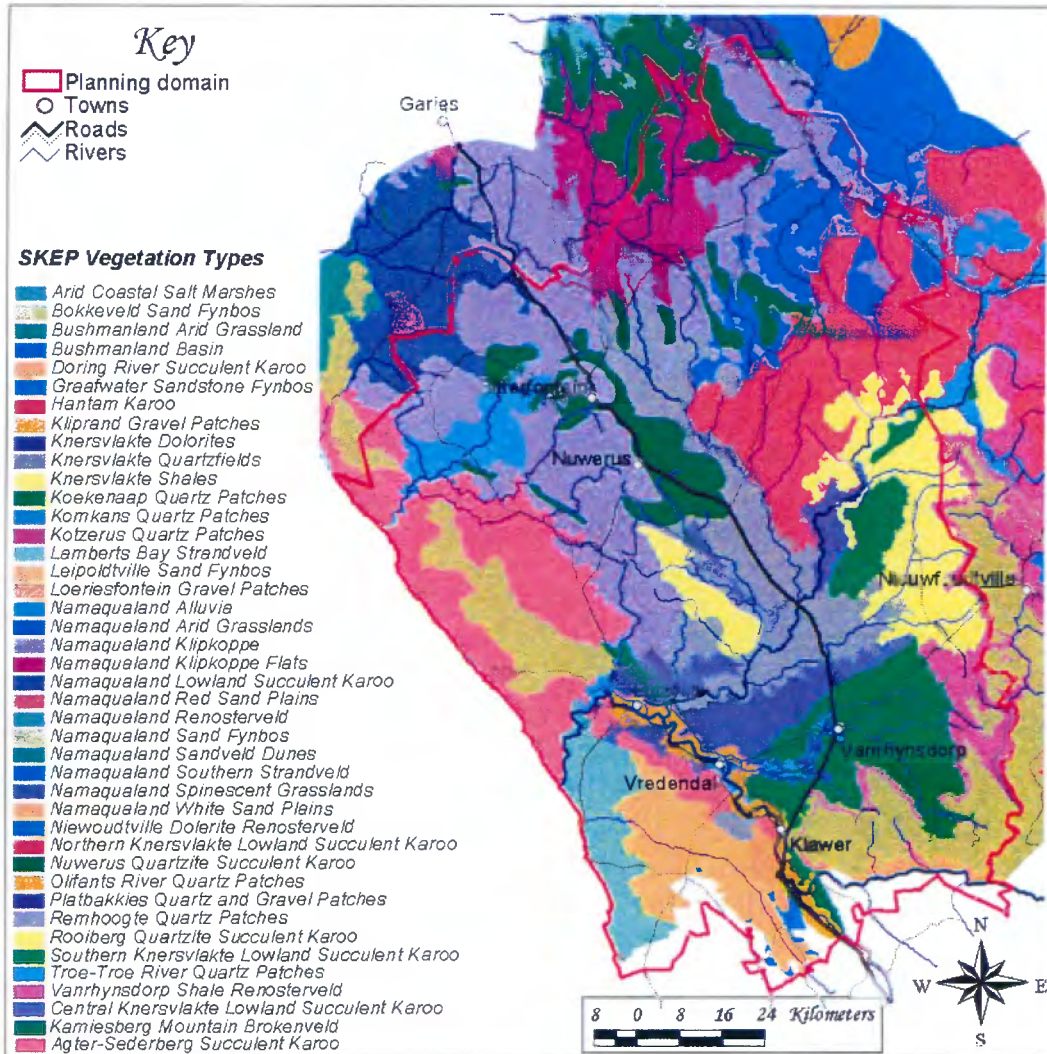 Key
Planning domain
Towns
Roads
Rivers
SKEP Vegetation Types
Arid Coastal Salt Marshes
Bokkeveld Sand Fynbos
Bushmanland Arid Grassland
Bushmanland Basin
Doring River Succulent Karoo
Graafwater Sandstone Fynbos
Hantam Karoo
Kliprand Gravel Patches
Knersvlakte Dolorites
Knersvlakte Quartzfields
Knersvlakte Shales
Koekenaap Quartz Patches
Komkans Quartz Patches
Kotzerus Quartz Patches
Lamberts Bay Strandveld
Leipoldtville Sand Fynbos
Loeriesfontein Gravel Patches
Namaqualand Alluvia
Namaqualand Arid Grasslands
Namaqualand Klipkoppe
Namaqualand Klipkoppe Flats
Namaqualand Lowland Succulent Karoo
Namaqualand Red Sand Plains
Namaqualand Renosterveld
Namaqualand Sand Fynbos
Namaqualand Sandveld Dunes
Namaqualand Southern Strandveld
Namaqualand Spinescent Grasslands
Namaqualand White Sand Plains
Niewoudtville Dolerite Renosterveld
Northern Knersvlakte Lowland Succulent Karoo
Nuwerus Quartzite Succulent Karoo
Olifants River Quartz Patches
Platbakkies Quartz and Gravel Patches
Remhoogte Quartz Patches
Rooiberg Quartzite Succulent Karoo
Southern Knersvlakte Lowland Succulent Karoo
Troe-Troe River Quartz Patches
Vanrhynsdorp Shale Renosterveld
Central Knersvlakte Lowland Succulent Karoo
Kamiesberg Mountain Brokenveld
Agter-Sederberg Succulent Karoo
Garies
Nuwerus
Vanrhynsdorp
Vredendal
Klawer
8 0 8 16 24 Kilometers
N
W E
S